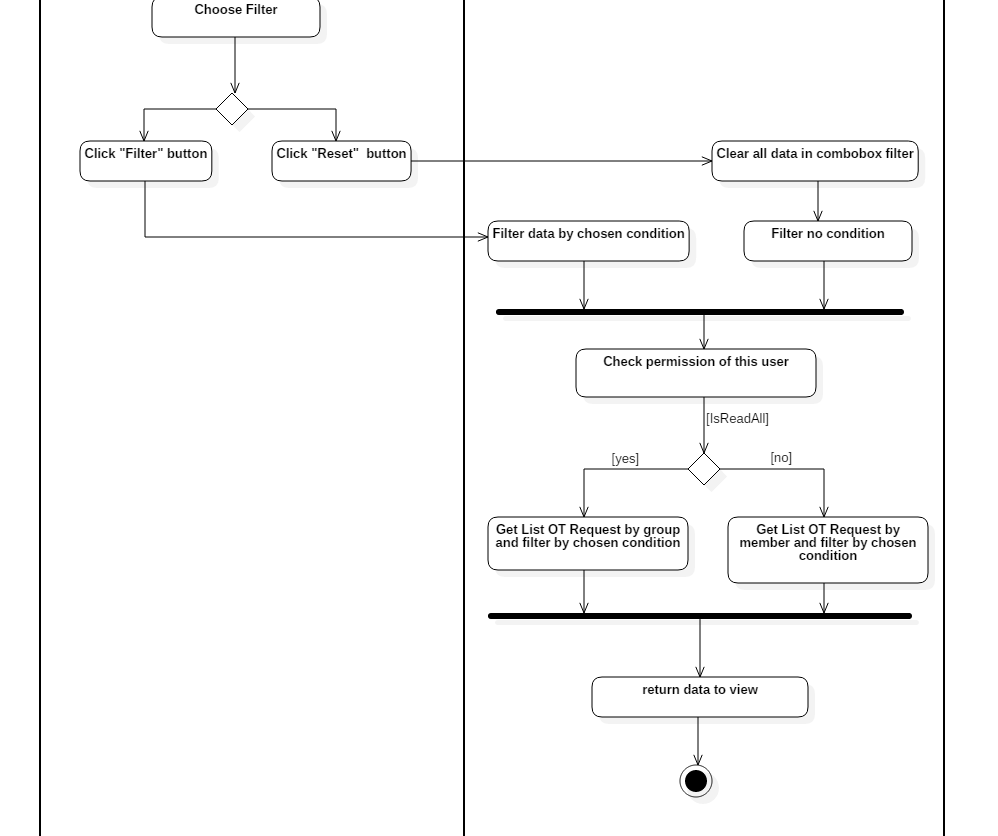 Choose Filter
Click "Filter" button
Click "Reset"  button
Clear all data in combobox filter
Filter data by chosen condition
Filter no condition
Check permission of this user
[IsReadAll]
[yes]
[no]
Get List OT Request by group
and filter by chosen condition
Get List OT Request by
member and filter by chosen
condition
return data to view